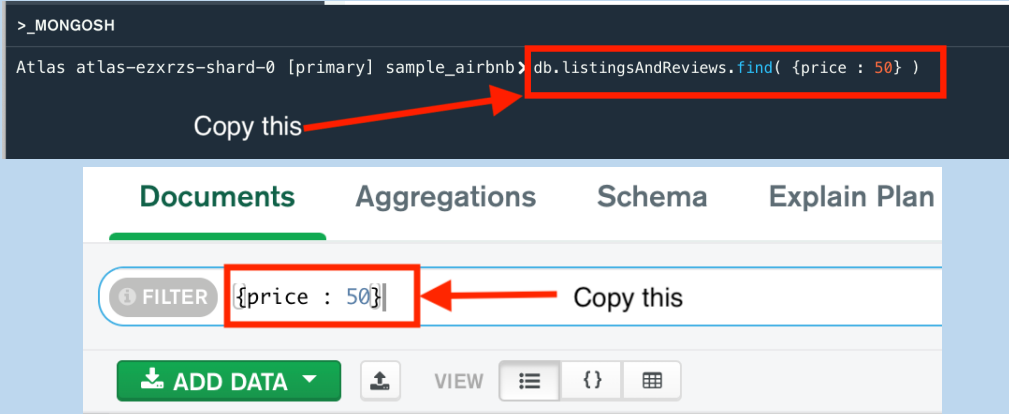 >_MONGOSH
Atlas atlas-ezxrzs-shard-0 [primary] sample_airbnb> db.listingsAndReviews.find( {price : 50} )
Copy this
Documents Aggregations Schema Explain Plan
FILTER {price : 50} Copy this
ADD DATA VIEW {}